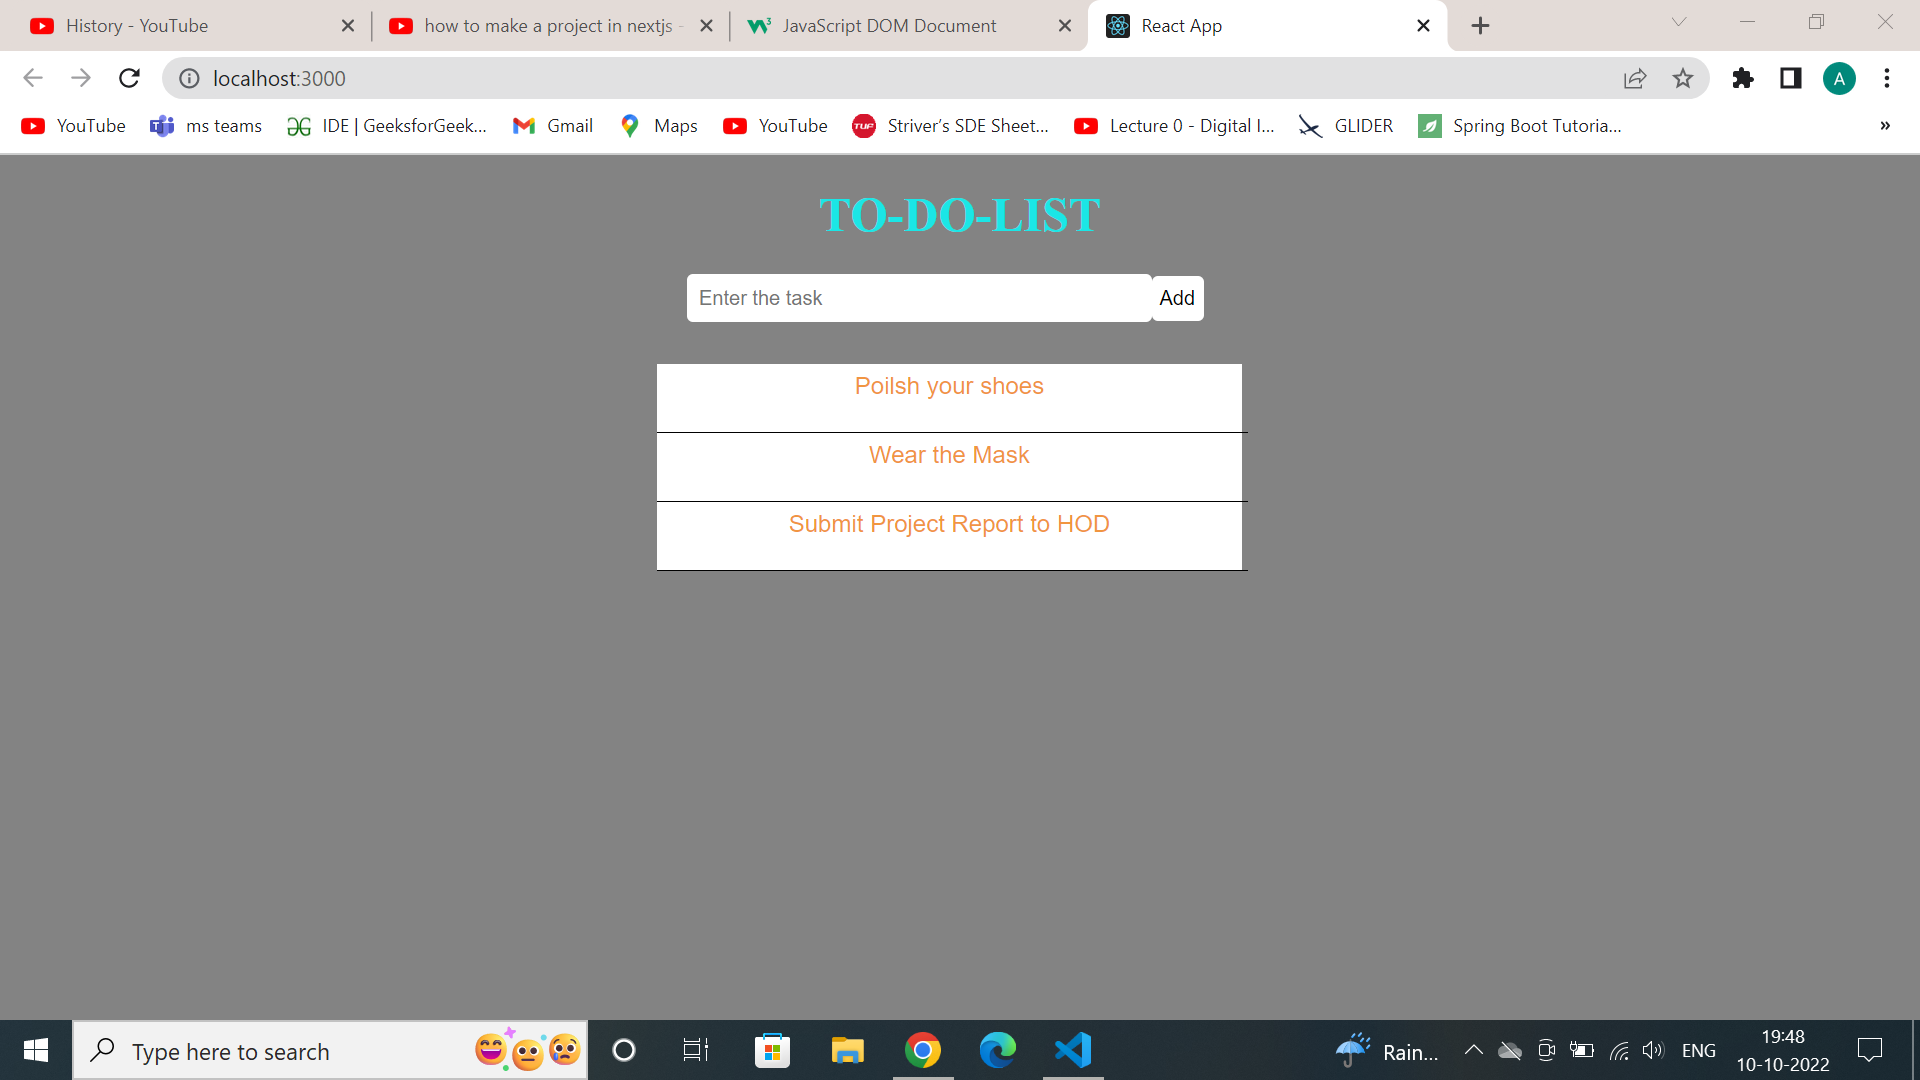 History - YouTube
how to make a project in nextjs -
W3
JavaScript DOM Document
React App
localhost:3000
A
YouTube
ms teams
IDE | GeeksforGeek...
Gmail
Maps
YouTube
TUF
Striver's SDE Sheet...
Lecture 0 - Digital I...
GLIDER
Spring Boot Tutoria...
»
TO-DO-LIST
Enter the task
Add
Poilsh your shoes
Wear the Mask
Submit Project Report to HOD
Type here to search
Rain...
ENG
19:48
10-10-2022